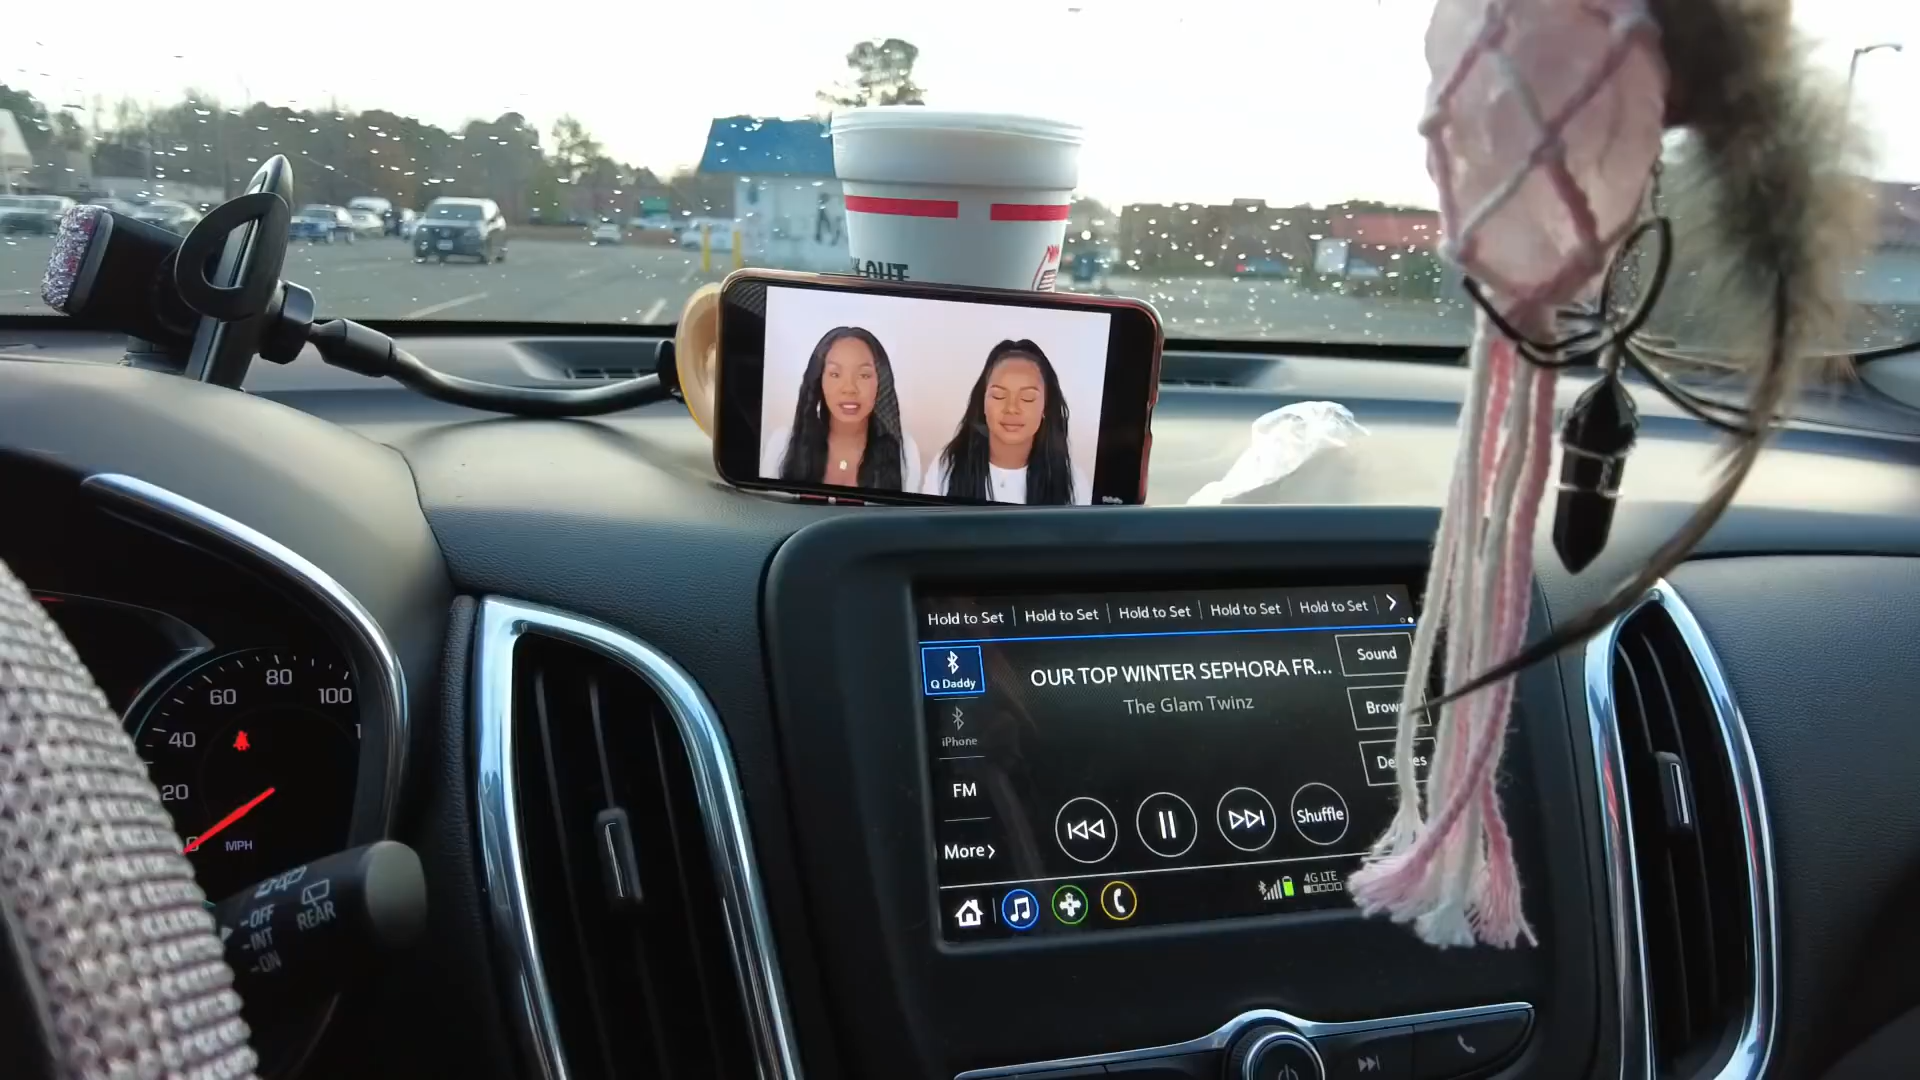 Hold to Set
Hold to Set
Hold to Set
Hold to Set
Hold to Set
Q Daddy
OUR TOP WINTER SEPHORA FR...
The Glam Twinz
Sound
iPhone
FM
More
Shuffle
4G LTE
100
80
60
40
20
0
MPH
OFF
INT
ON
REAR